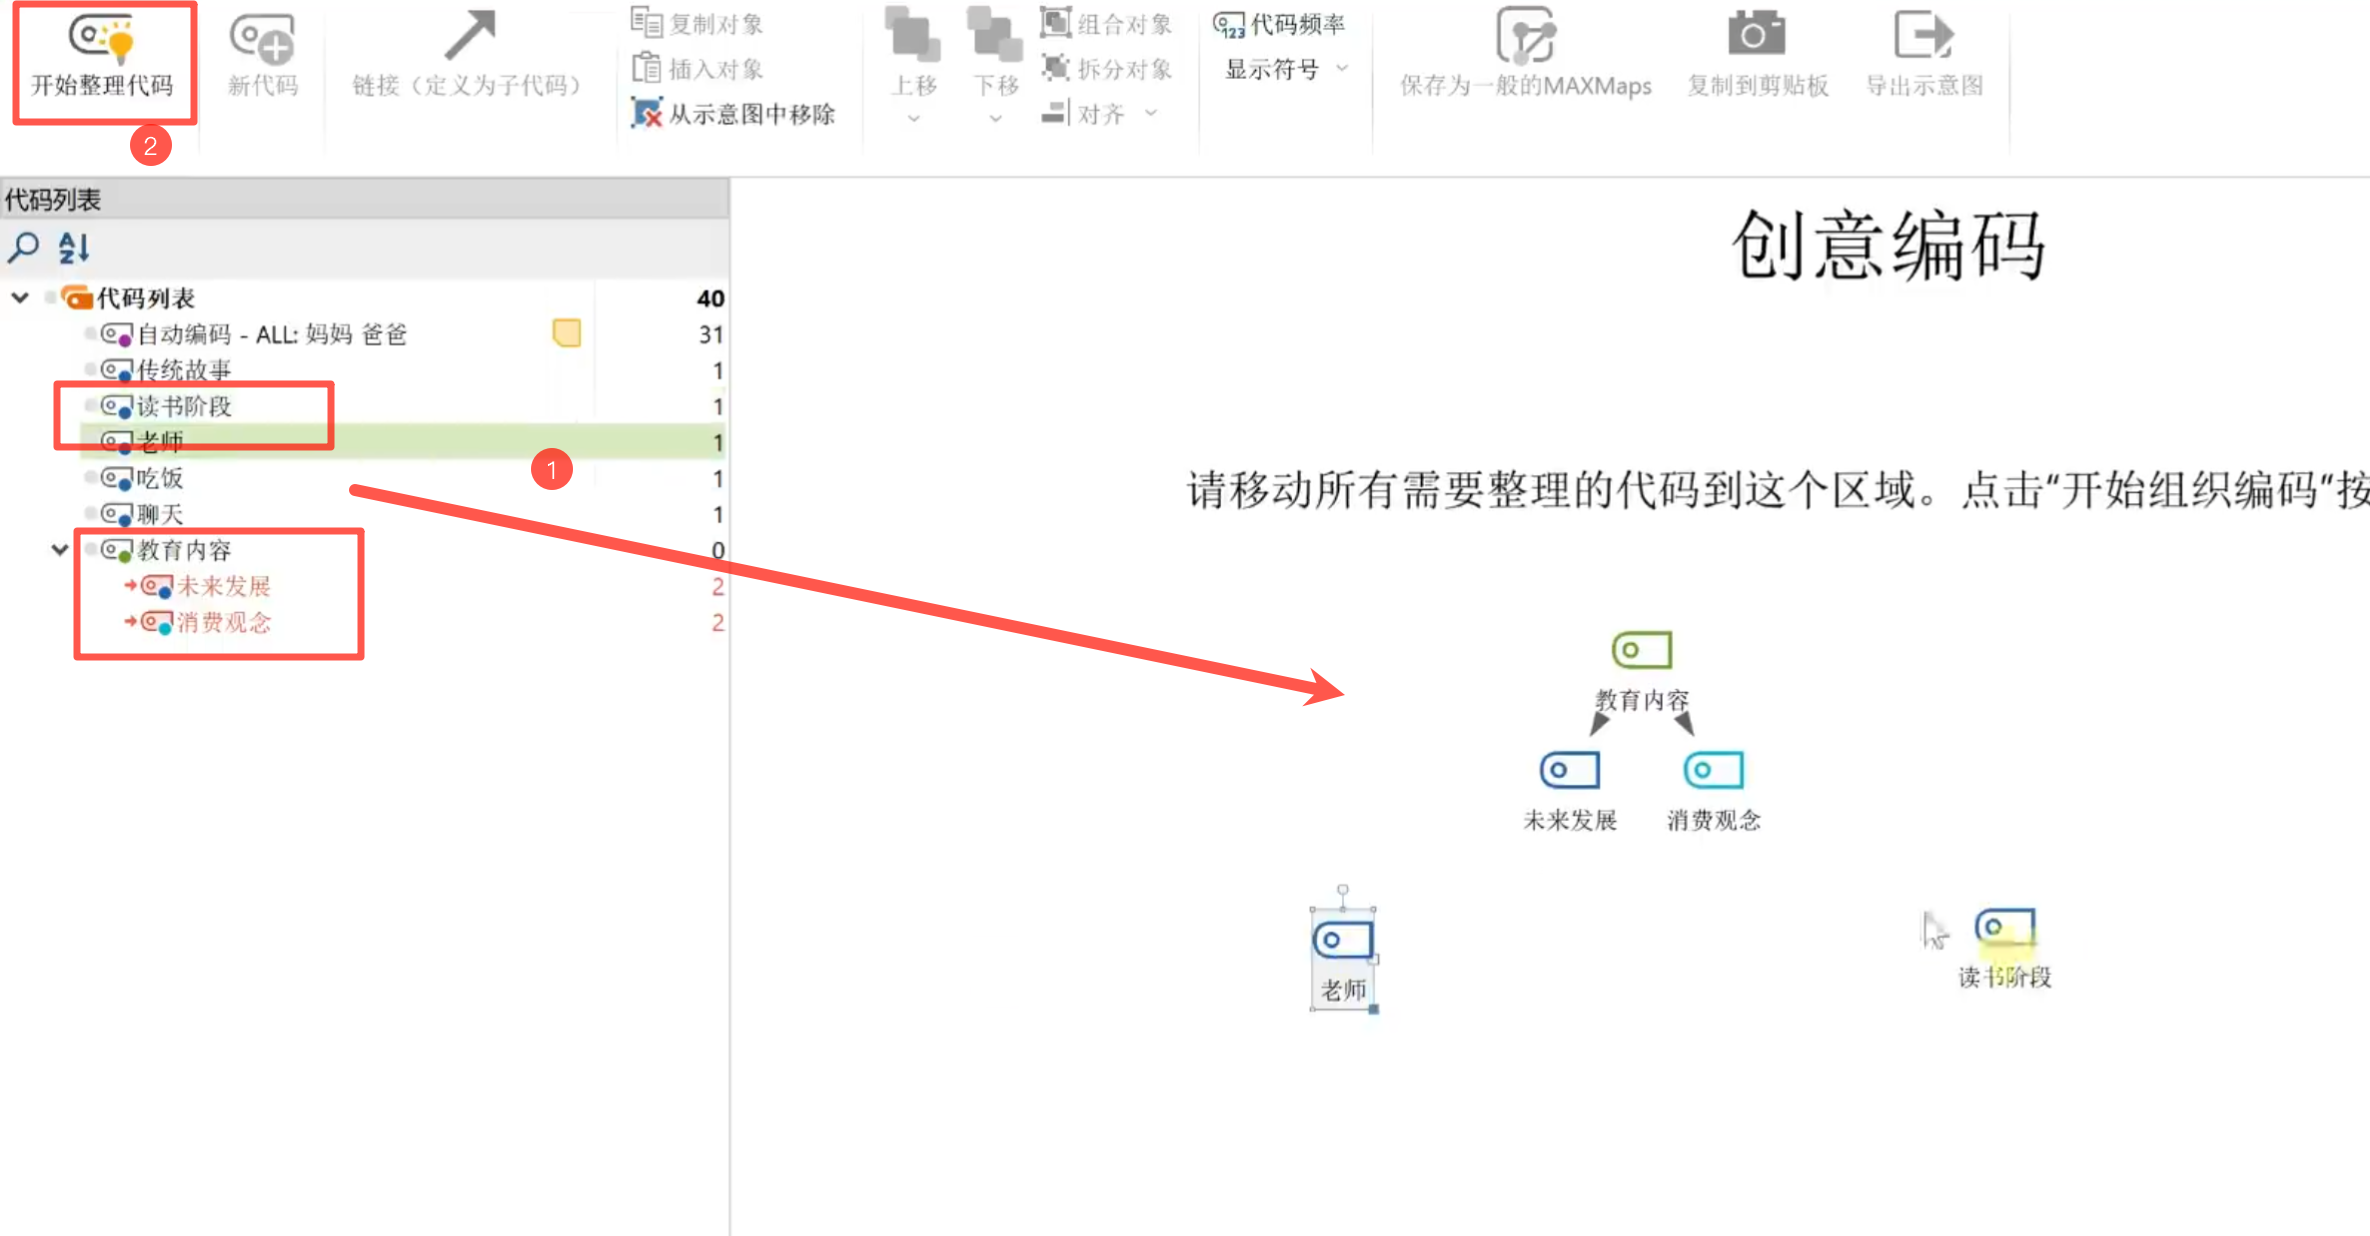 开始整理代码
新代码
链接（定义为子代码）
复制对象
插入对象
从示意图中移除
上移
下移
组合对象
拆分对象
对齐
123 代码频率
显示符号
保存为一般的MAXMaps
复制到剪贴板
导出示意图
2
代码列表
AZ
代码列表 40
自动编码 - ALL: 妈妈 爸爸 31
传统故事 1
读书阶段 1
老师 1
吃饭 1
聊天 1
教育内容 0
未来发展 2
消费观念 2
1
创意编码
请移动所有需要整理的代码到这个区域。点击“开始组织编码”按
教育内容
未来发展
消费观念
老师
读书阶段